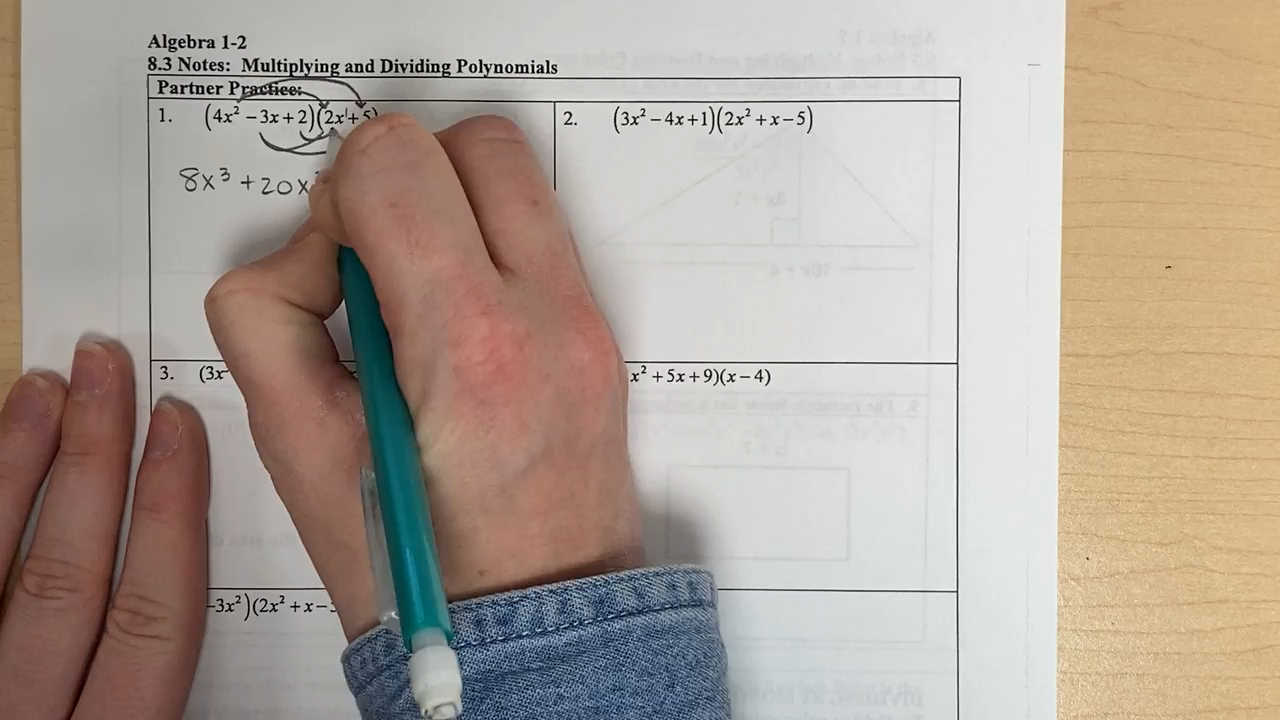 Algebra 1-2
8.3 Notes: Multiplying and Dividing Polynomials
Partner Practice:
1. (4x² − 3x + 2)(2x + 5)
2. (3x² − 4x + 1)(2x² + x − 5)
8x³ + 20x
3. (3x
x² + 5x + 9)(x − 4)
−3x²)(2x² + x −